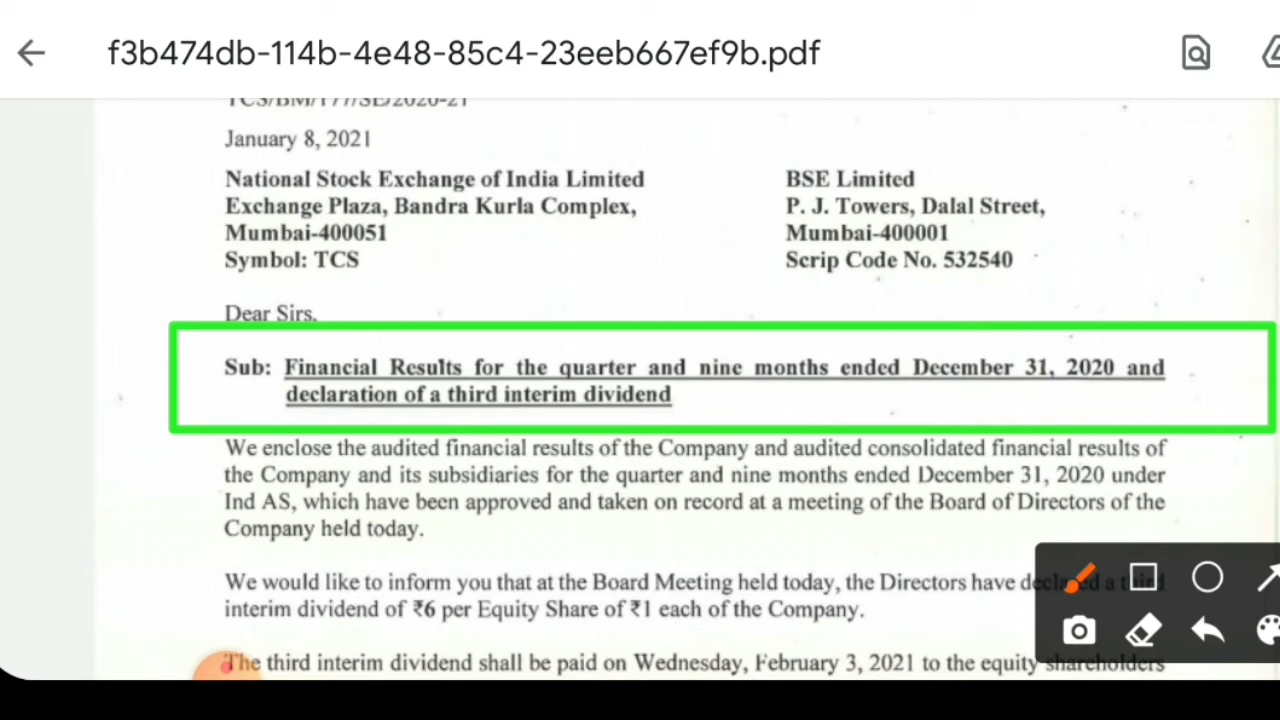 f3b474db-114b-4e48-85c4-23eeb667ef9b.pdf
TCS/BM/177/SE/2020-21
January 8, 2021
National Stock Exchange of India Limited
Exchange Plaza, Bandra Kurla Complex,
Mumbai-400051
Symbol: TCS
BSE Limited
P. J. Towers, Dalal Street,
Mumbai-400001
Scrip Code No. 532540
Dear Sirs,
Sub: Financial Results for the quarter and nine months ended December 31, 2020 and
declaration of a third interim dividend
We enclose the audited financial results of the Company and audited consolidated financial results of
the Company and its subsidiaries for the quarter and nine months ended December 31, 2020 under
Ind AS, which have been approved and taken on record at a meeting of the Board of Directors of the
Company held today.
We would like to inform you that at the Board Meeting held today, the Directors have declared a third
interim dividend of ₹6 per Equity Share of ₹1 each of the Company.
The third interim dividend shall be paid on Wednesday, February 3, 2021 to the equity shareholders